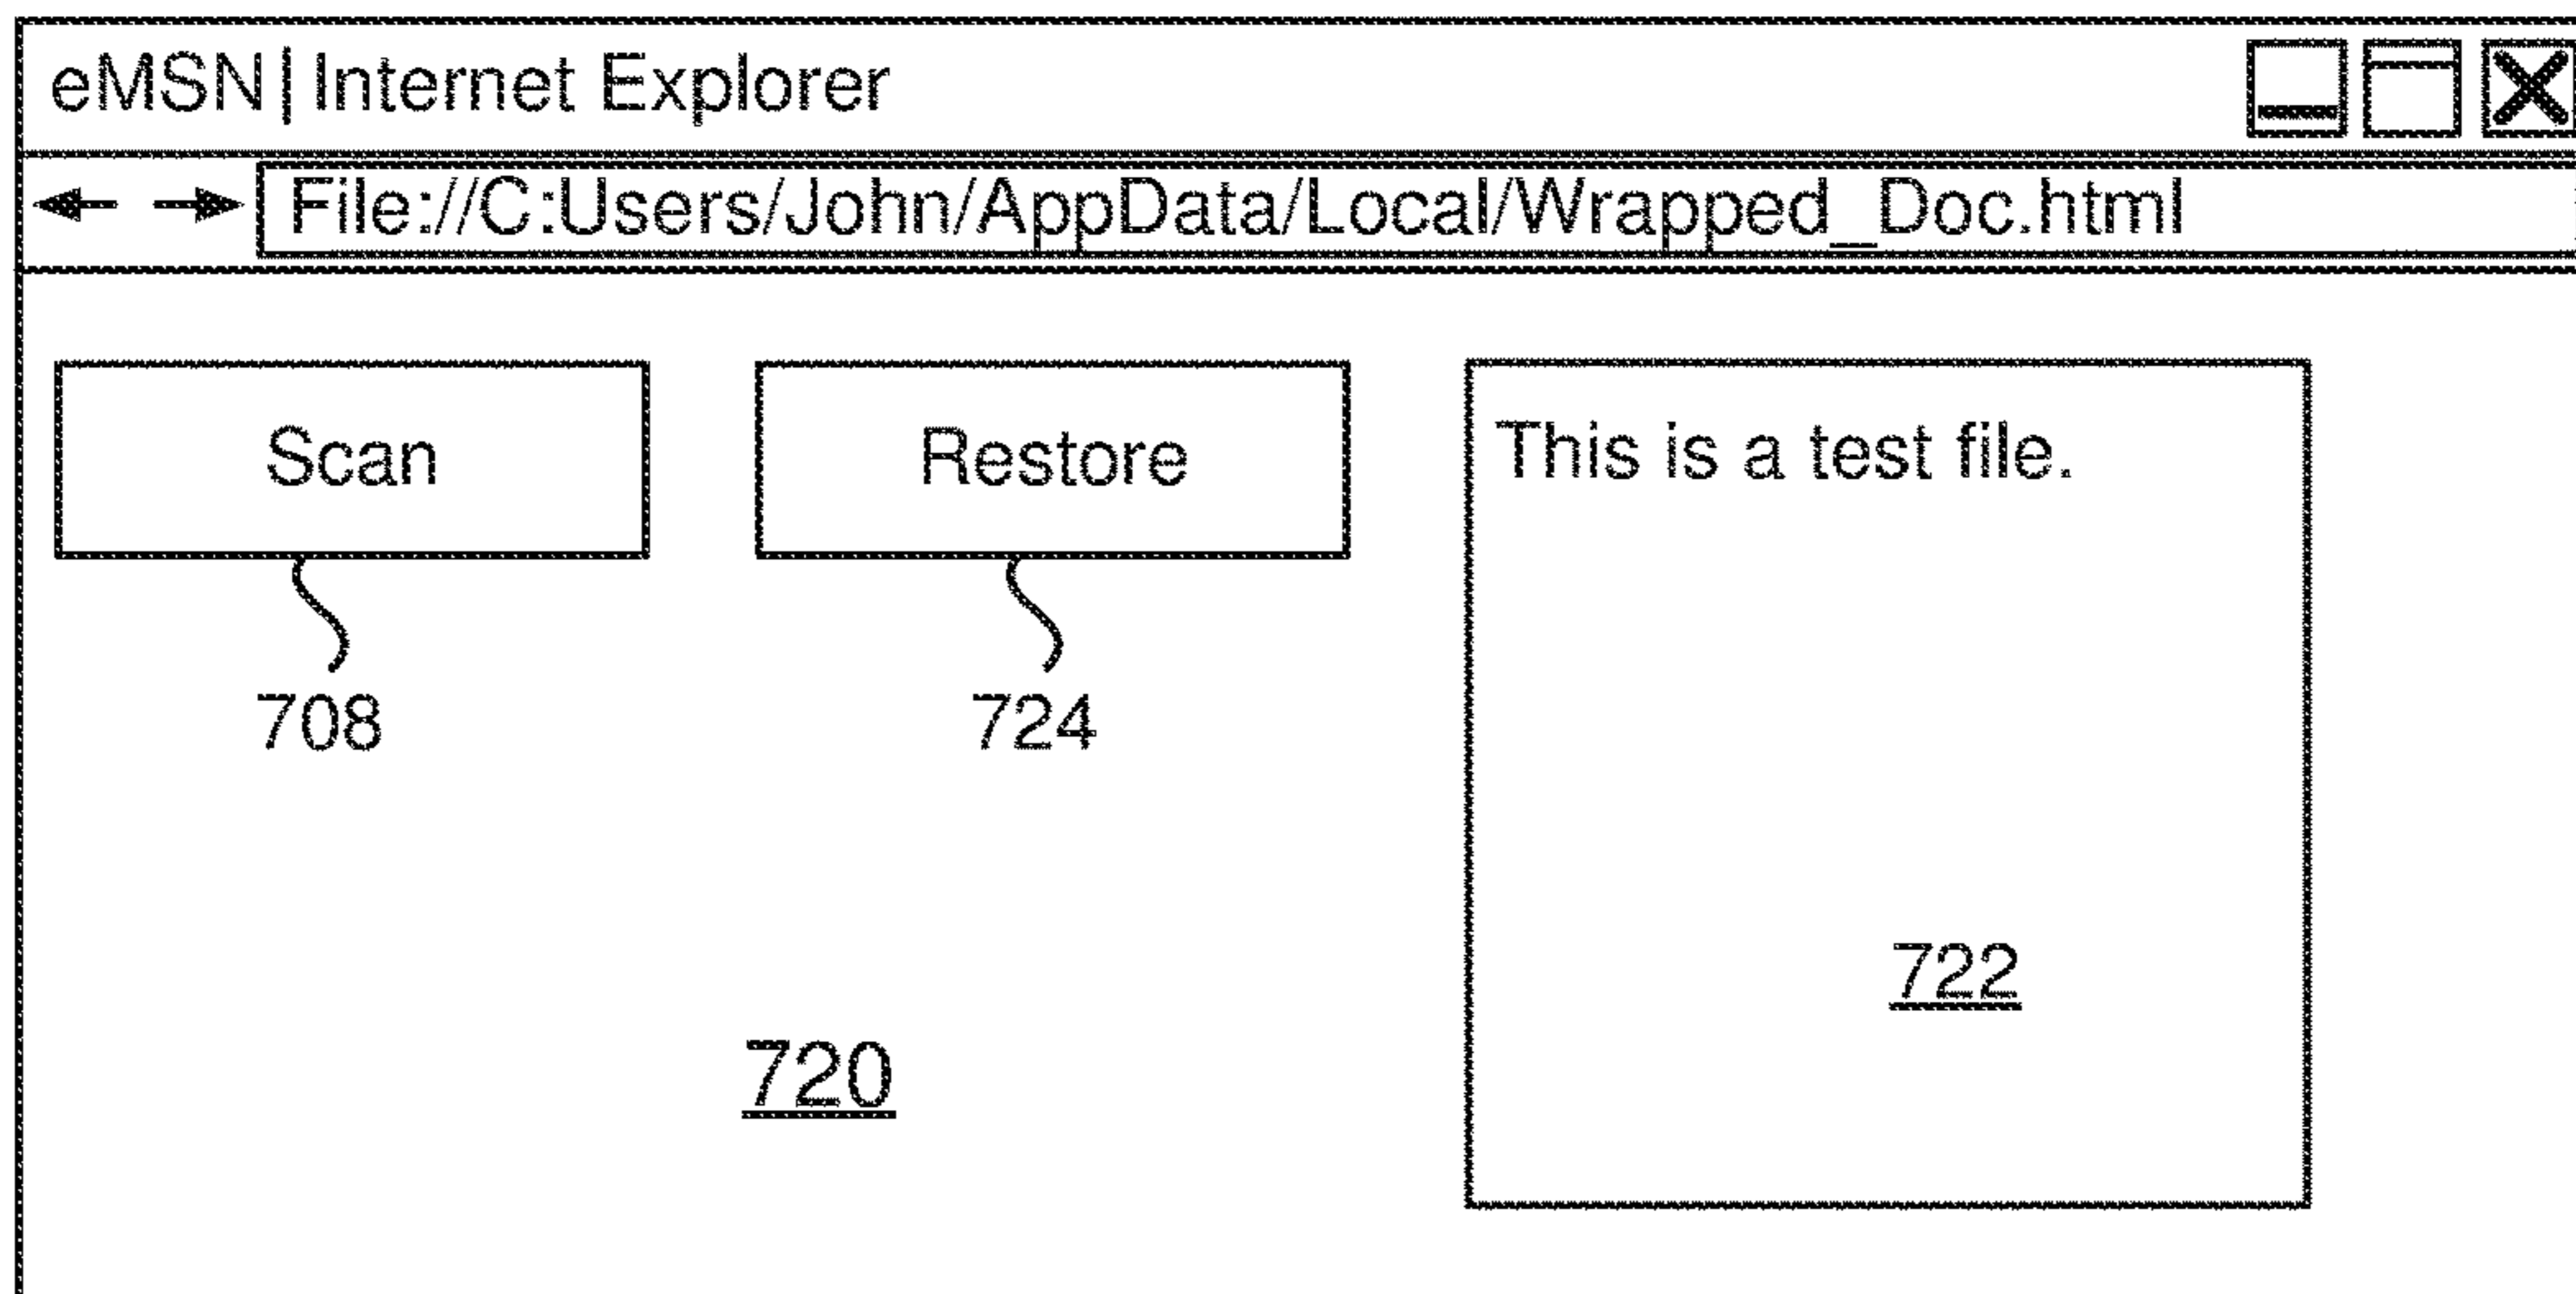 eMSN| Internet Explorer
File://C:Users/John/AppData/Local/Wrapped_Doc.html
Scan
Restore
This is a test file.
708
724
722
720